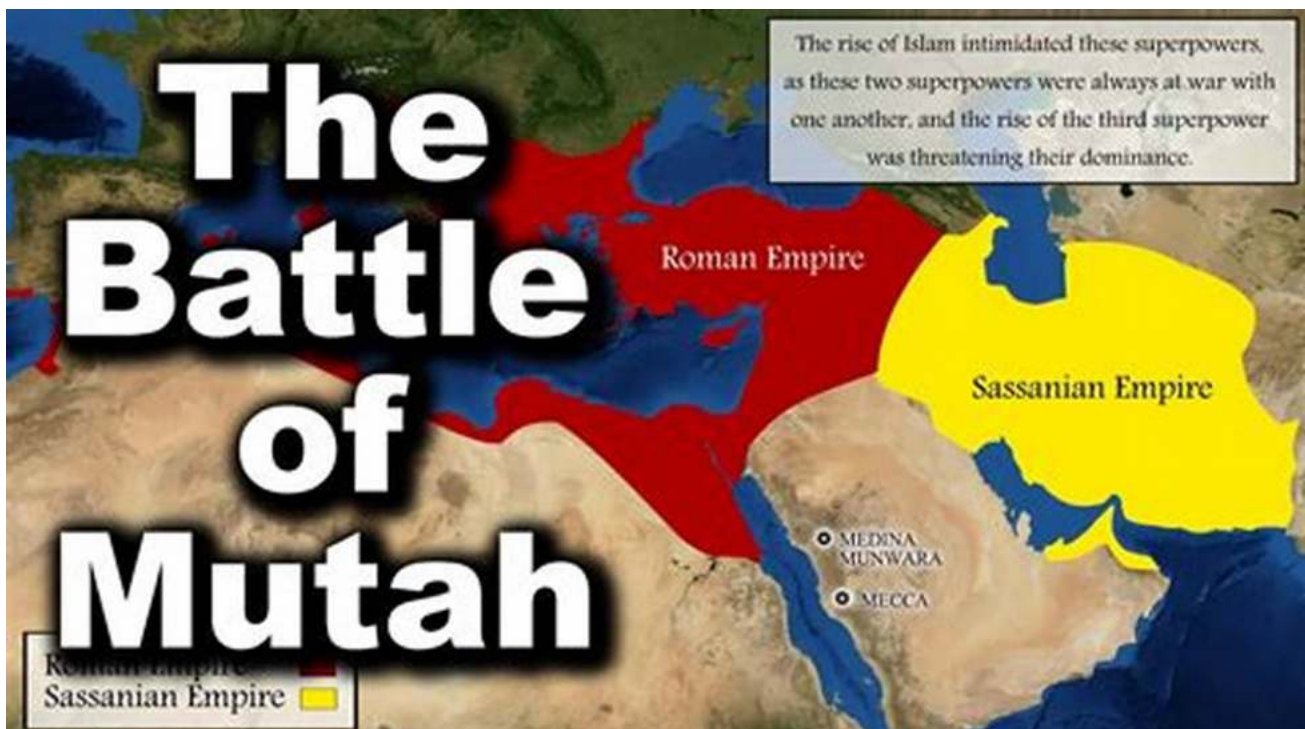 The
Battle
of
Mutah
The rise of Islam intimidated these superpowers,
as these two superpowers were always at war with
one another, and the rise of the third superpower
was threatening their dominance.
Roman Empire
Sassanian Empire
MEDINA
MUNWARA
MECCA
Roman Empire
Sassanian Empire